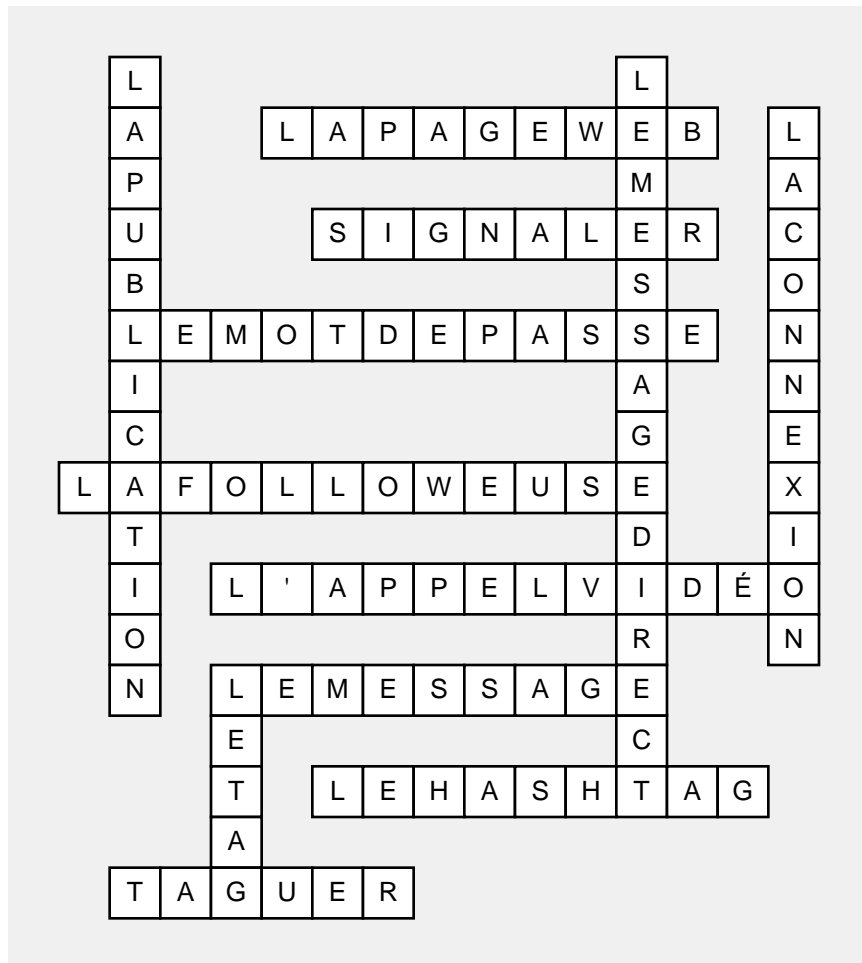 LAPUBLICATION
LEMESSAGEDIRECT
LAPAGEWEB
LACONNEXION
SIGNALER
LEMOTDEPASSE
LAFOLLOWEUSE
L'APPELVIDÉO
LEMESSAGE
LETAG
LEHASHTAG
TAGUER